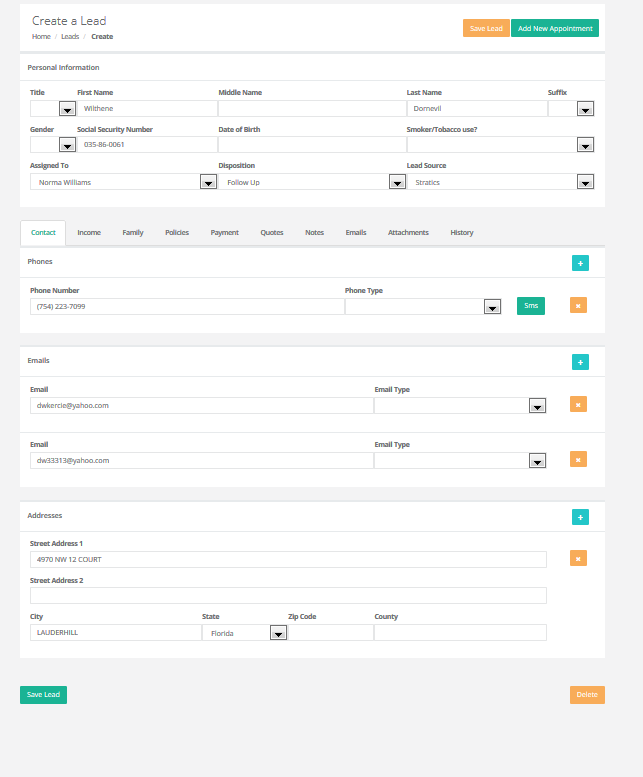 Create a Lead
Home / Leads / Create
Save Lead Add New Appointment
Personal Information
Title First Name Middle Name Last Name Suffix
Wilthene Domevil
Gender Social Security Number Date of Birth Smoker/Tobacco use?
035-86-0061
Assigned To Disposition Lead Source
Norma Williams Follow Up Stratics
Contact Income Family Policies Payment Quotes Notes Emails Attachments History
Phones +
Phone Number Phone Type
(754) 223-7099 Sms ×
Emails +
Email Email Type
dwkercle@yahoo.com ×
Email Email Type
dw33313@yahoo.com ×
Addresses +
Street Address 1
4970 NW 12 COURT ×
Street Address 2
City State Zip Code County
LAUDERHILL Florida
Save Lead Delete